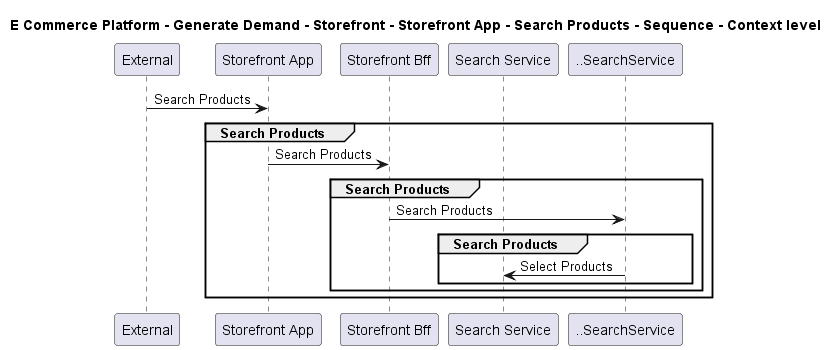 E Commerce Platform - Generate Demand - Storefront - Storefront App - Search Products - Sequence - Context level
External Storefront App Storefront Bff Search Service ..SearchService
Search Products
Search Products
Search Products
Search Products
Search Products
Search Products
Select Products
External Storefront App Storefront Bff Search Service ..SearchService